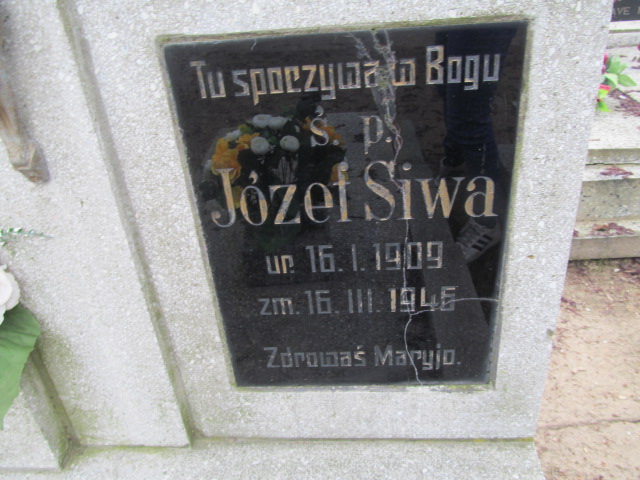 Tu spoczywa w Bogu
ś. p.
Józef Siwa
ur. 16. I. 1909
zm. 16. III. 1946
Zdrowaś Maryjo.